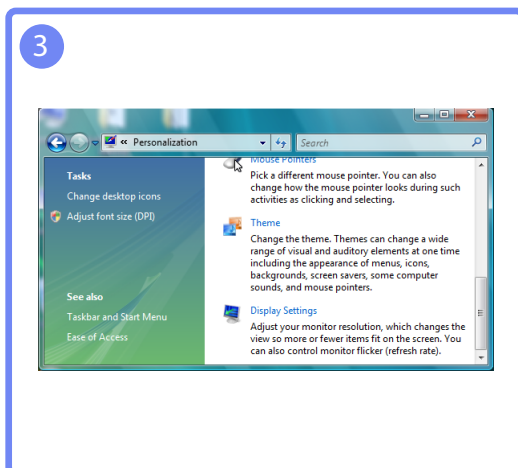 3
« Personalization
Search
Tasks
Change desktop icons
Adjust font size (DPI)
See also
Taskbar and Start Menu
Ease of Access
Mouse Pointers
Pick a different mouse pointer. You can also
change how the mouse pointer looks during such
activities as clicking and selecting.
Theme
Change the theme. Themes can change a wide
range of visual and auditory elements at one time
including the appearance of menus, icons,
backgrounds, screen savers, some computer
sounds, and mouse pointers.
Display Settings
Adjust your monitor resolution, which changes the
view so more or fewer items fit on the screen. You
can also control monitor flicker (refresh rate).